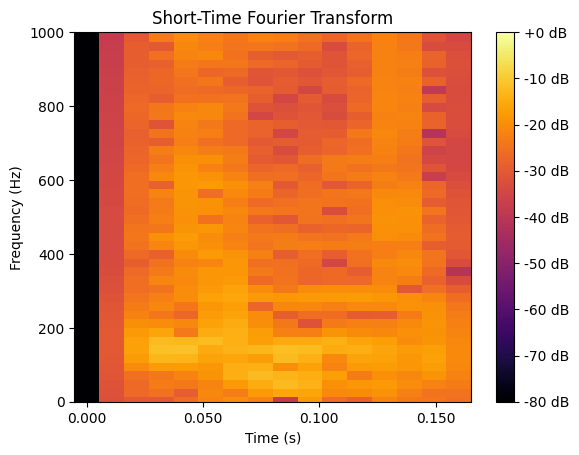 Short-Time Fourier Transform
1000
800
600
400
200
0
Frequency (Hz)
0.000
0.050
0.100
0.150
Time (s)
+0 dB
-10 dB
-20 dB
-30 dB
-40 dB
-50 dB
-60 dB
-70 dB
-80 dB